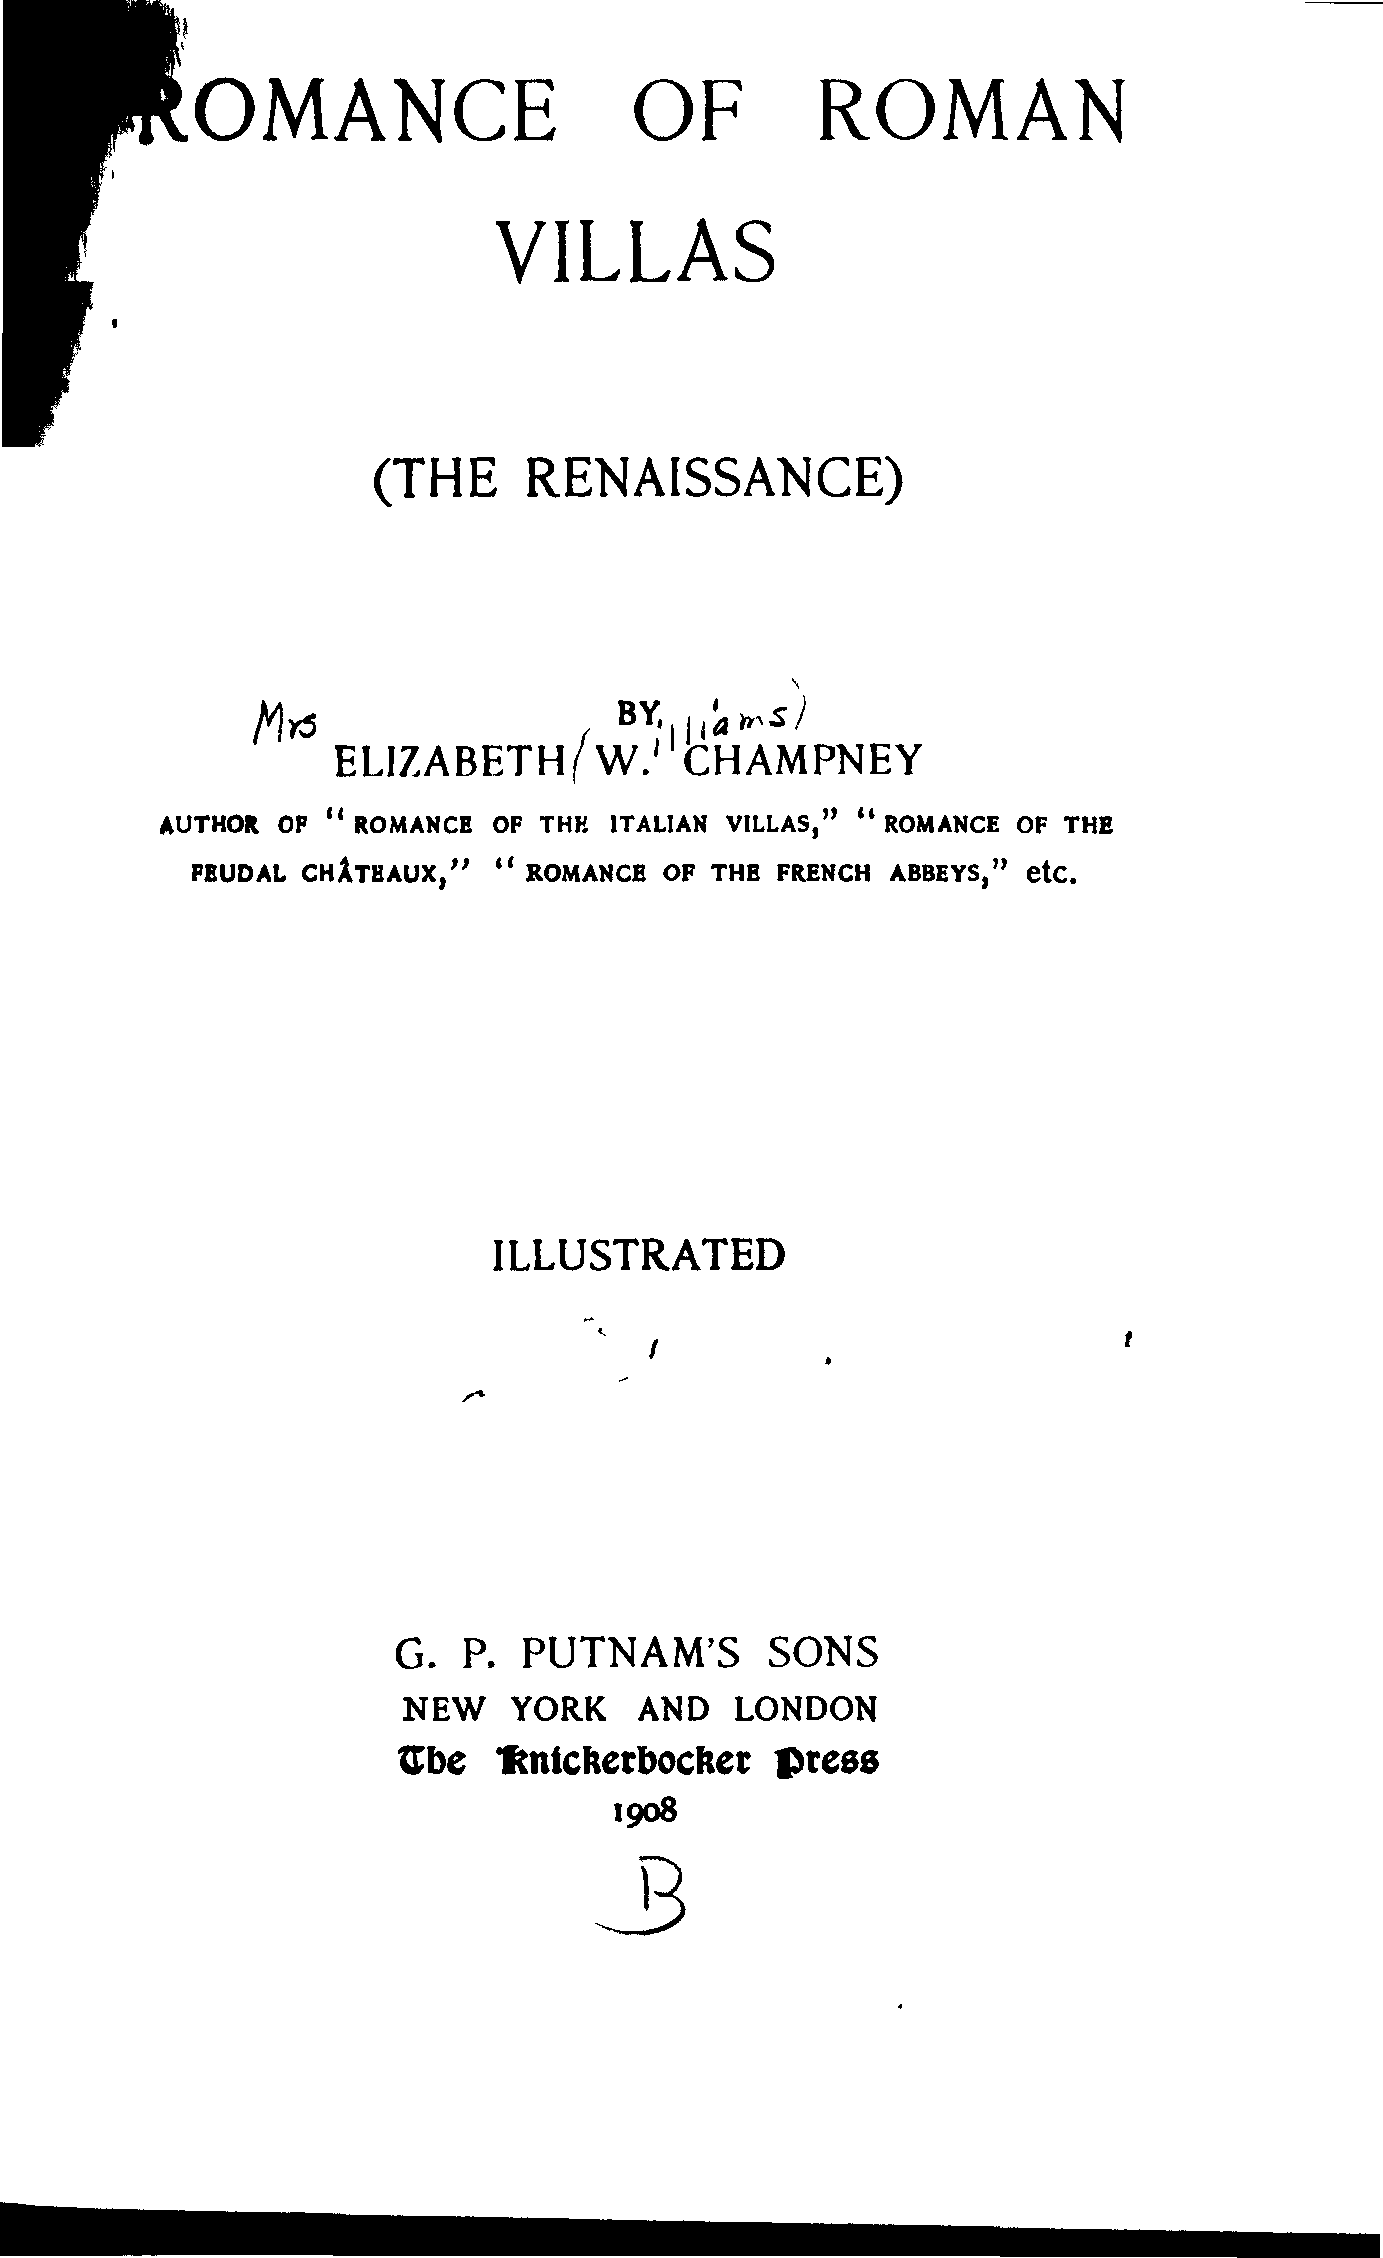 ROMANCE OF ROMAN
VILLAS
(THE RENAISSANCE)
BY
Mrs ELIZABETH (W.illiams) CHAMPNEY
AUTHOR OF “ROMANCE OF THE ITALIAN VILLAS,” “ROMANCE OF THE
FEUDAL CHÂTEAUX,” “ROMANCE OF THE FRENCH ABBEYS,” etc.
ILLUSTRATED
G. P. PUTNAM'S SONS
NEW YORK AND LONDON
The Knickerbocker Press
1908
B